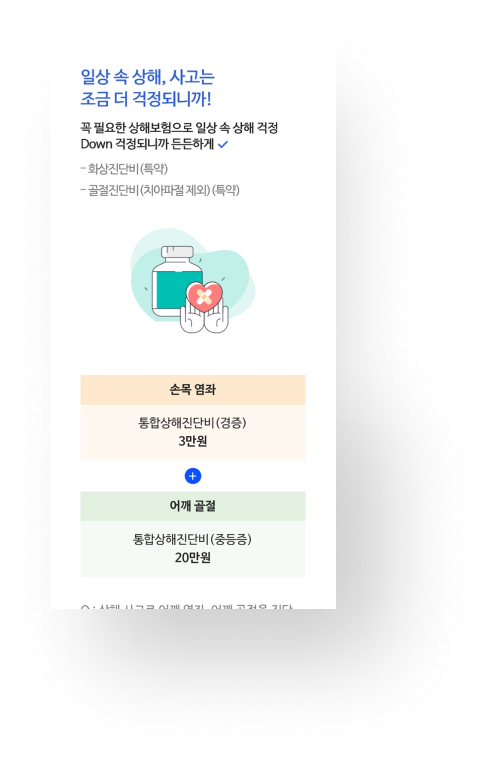 일상 속 상해, 사고는
조금 더 걱정되니까!
꼭 필요한 상해보험으로 일상 속 상해 걱정
Down 걱정되니까 든든하게
- 화상진단비(특약)
- 골절진단비(치아파절 제외)(특약)
손목 염좌
통합상해진단비(경증)
3만원
어깨 골절
통합상해진단비(중등증)
20만원